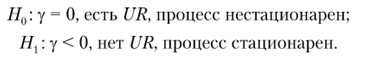 H₀: γ = 0, есть UR, процесс нестационарен;
H₁: γ < 0, нет UR, процесс стационарен.